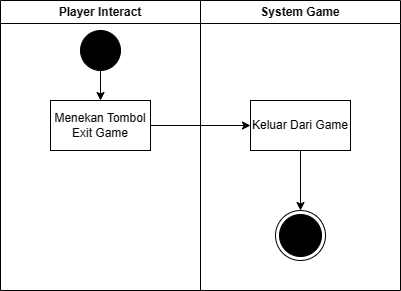 Player Interact
System Game
Menekan Tombol
Exit Game
Keluar Dari Game